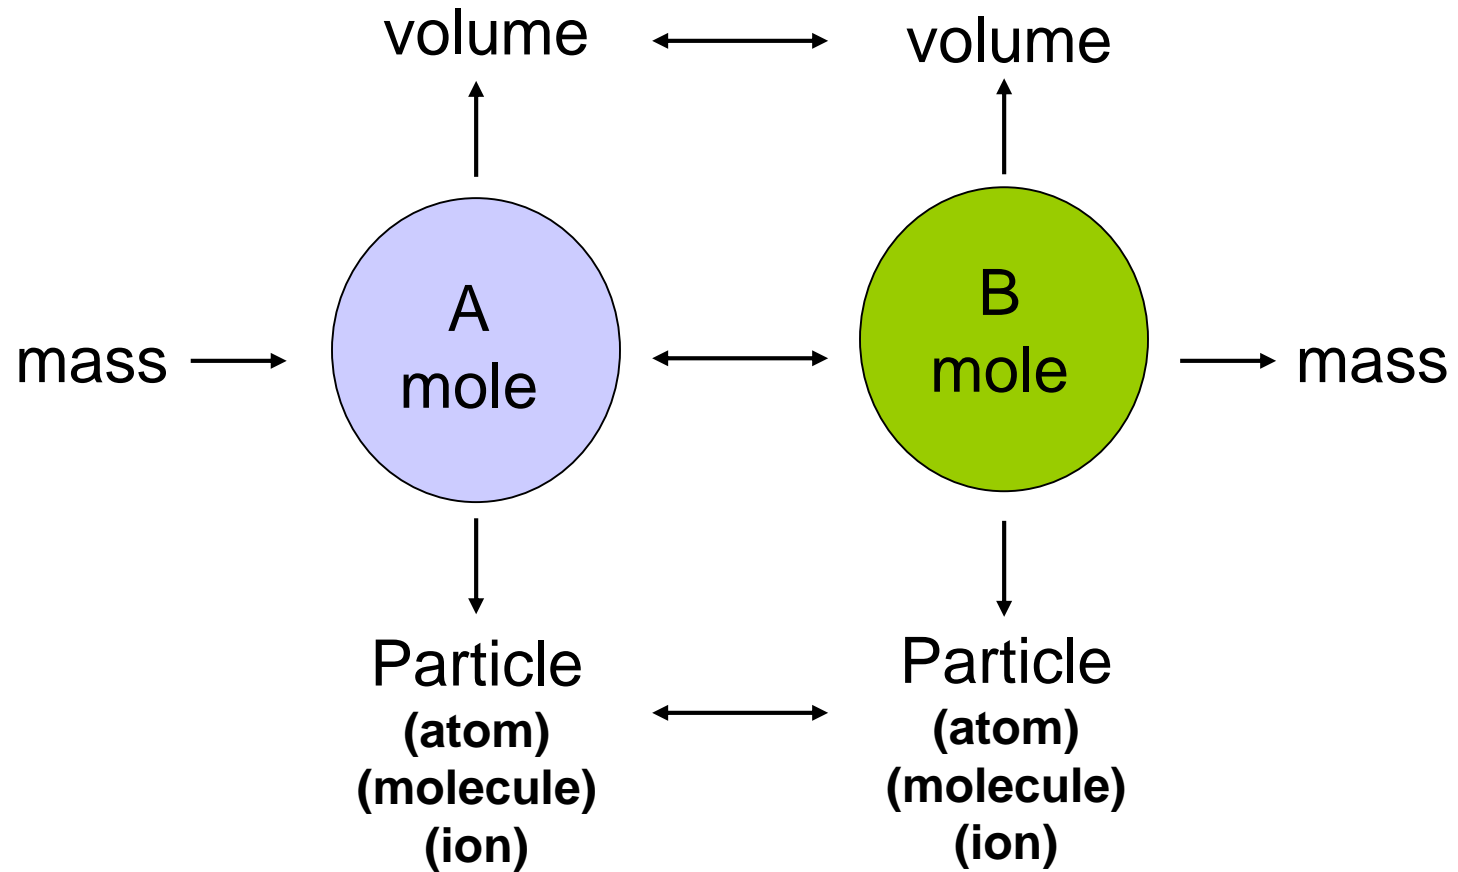 volume
volume
A
mole
B
mole
mass
mass
Particle
(atom)
(molecule)
(ion)
Particle
(atom)
(molecule)
(ion)